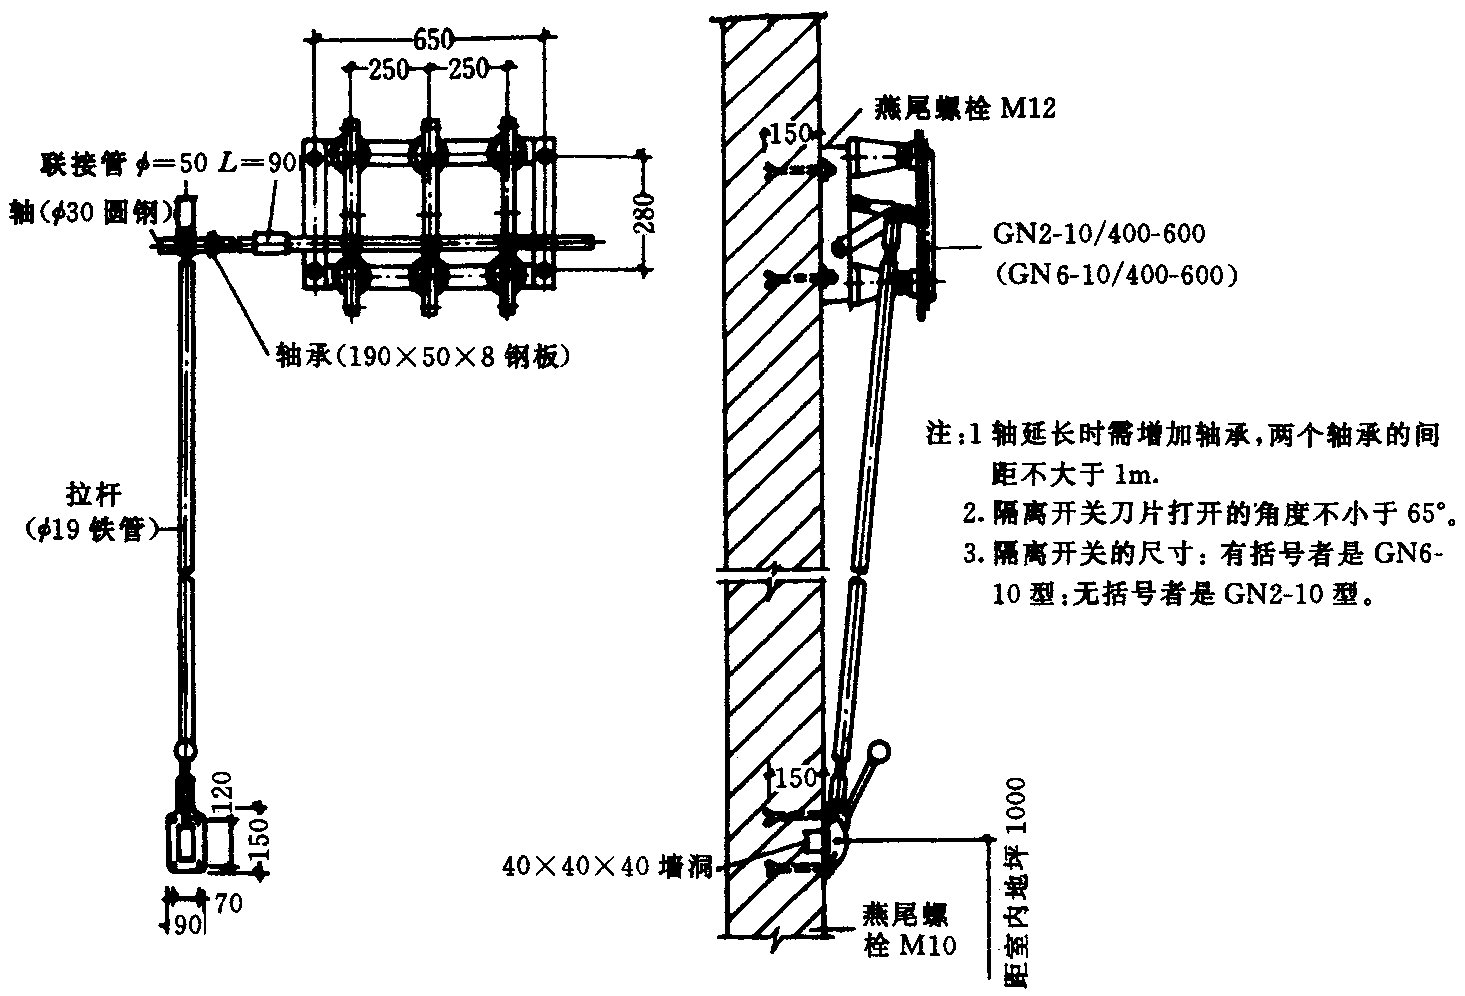 650
250 250
联接管 φ=50 L=90
轴(φ30 圆钢)
280
轴承(190×50×8 钢板)
拉杆
(φ19 铁管)
120
150
70
90
燕尾螺栓 M12
150
GN2-10/400-600
(GN6-10/400-600)
注:1 轴延长时需增加轴承,两个轴承的间
距不大于 1m.
2. 隔离开关刀片打开的角度不小于 65°。
3. 隔离开关的尺寸: 有括号者是 GN6-
10 型;无括号者是 GN2-10 型。
150
40×40×40 墙洞
燕尾螺
栓 M10
距室内地坪 1000